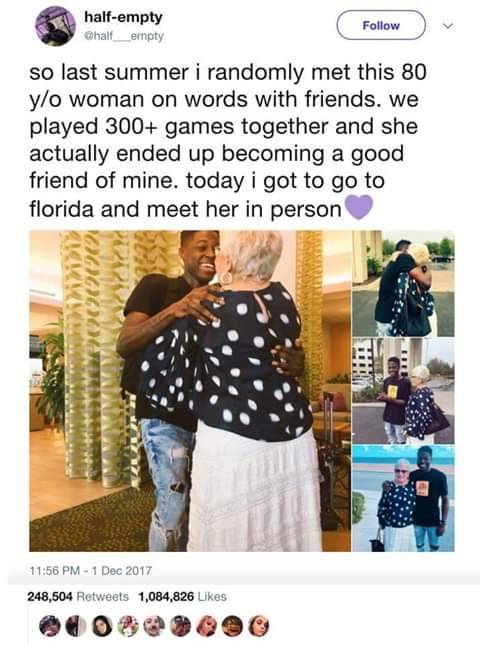 half-empty
@half__empty
Follow
so last summer i randomly met this 80
y/o woman on words with friends. we
played 300+ games together and she
actually ended up becoming a good
friend of mine. today i got to go to
florida and meet her in person💜
11:56 PM - 1 Dec 2017
248,504 Retweets 1,084,826 Likes